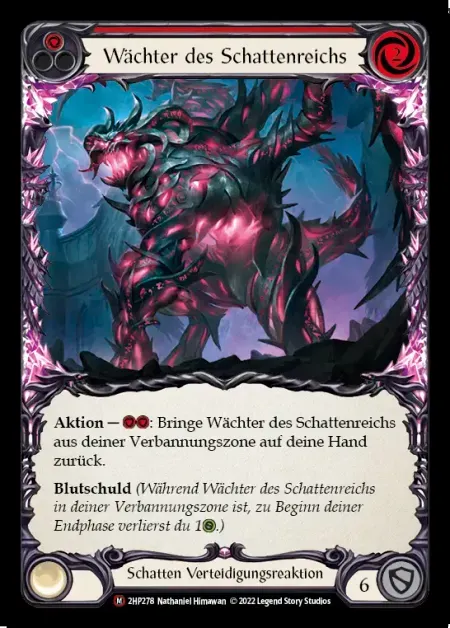 Wächter des Schattenreichs
2
Aktion — : Bringe Wächter des Schattenreichs
aus deiner Verbannungszone auf deine Hand
zurück.
Blutschuld (Während Wächter des Schattenreichs
in deiner Verbannungszone ist, zu Beginn deiner
Endphase verlierst du 1.)
Schatten Verteidigungsreaktion
6
M 2HP278 Nathaniel Himawan © 2022 Legend Story Studios